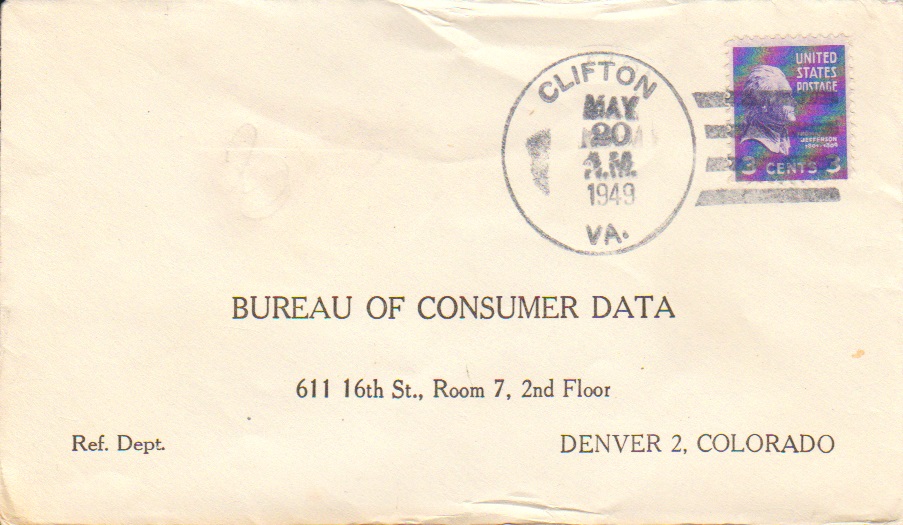 CLIFTON
MAY
20
A.M.
1949
VA.
UNITED
STATES
POSTAGE
JEFFERSON
3 CENTS 3
BUREAU OF CONSUMER DATA
611 16th St., Room 7, 2nd Floor
Ref. Dept.
DENVER 2, COLORADO